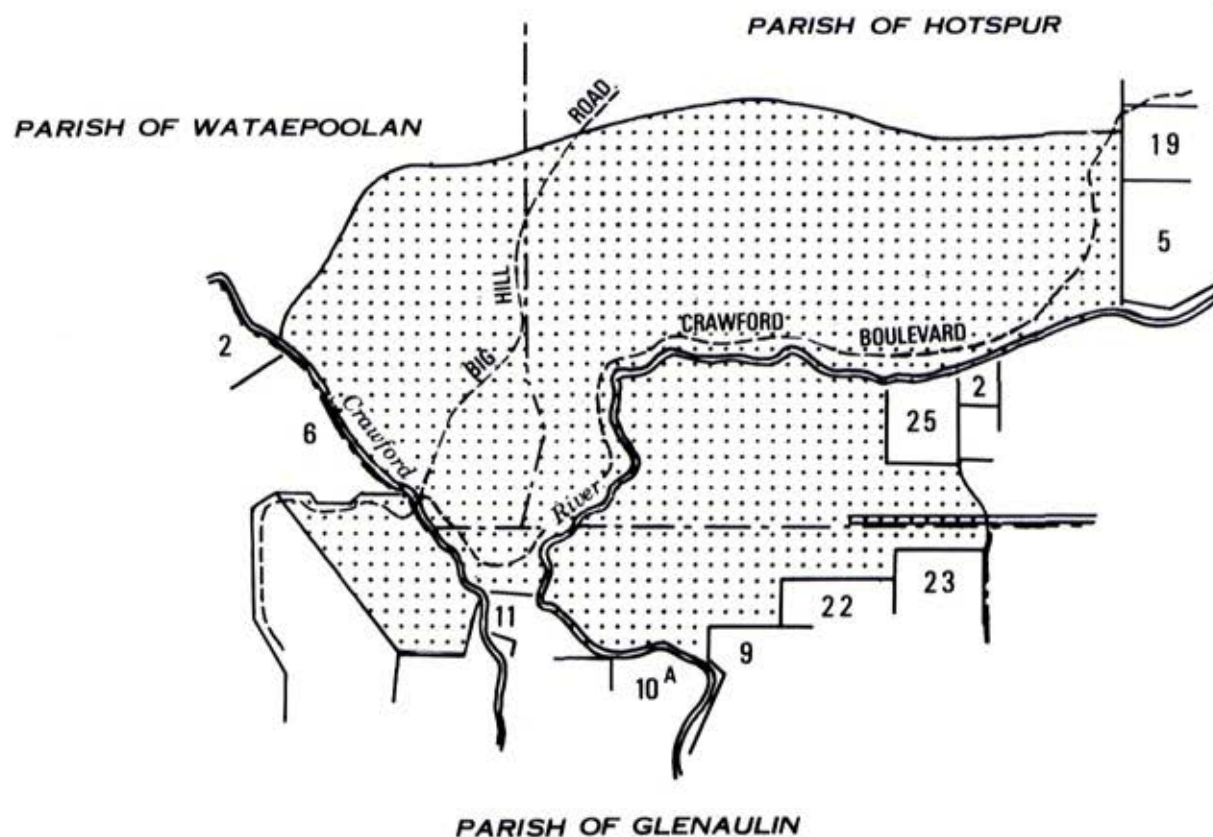 PARISH OF HOTSPUR
ROAD
PARISH OF WATAEPOOLAN
19
5
HILL
CRAWFORD BOULEVARD
2
BIG
2
6
Crawford River
25
11
22
23
9
10A
PARISH OF GLENAULIN